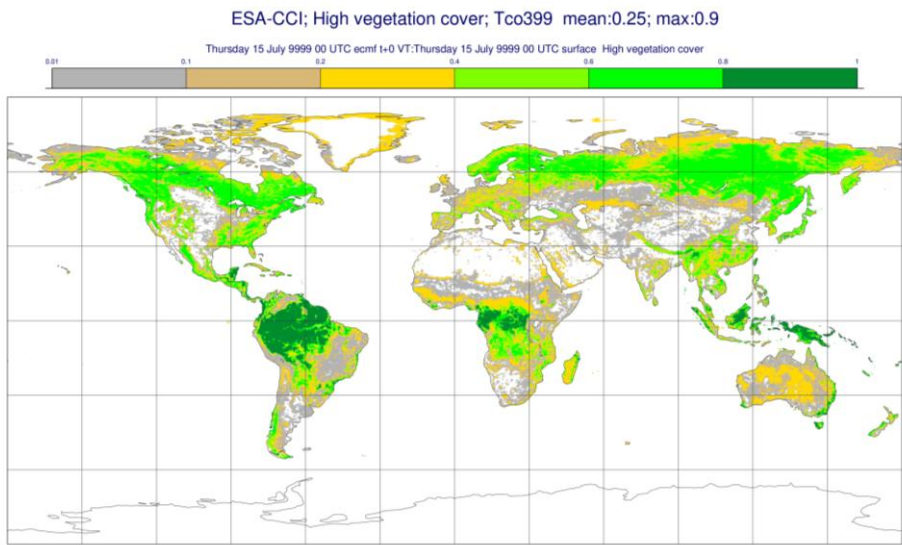 ESA-CCI; High vegetation cover; Tco399 mean:0.25; max:0.9
Thursday 15 July 9999 00 UTC ecmf t+0 VT:Thursday 15 July 9999 00 UTC surface High vegetation cover
0.01 0.1 0.2 0.4 0.6 0.8 1